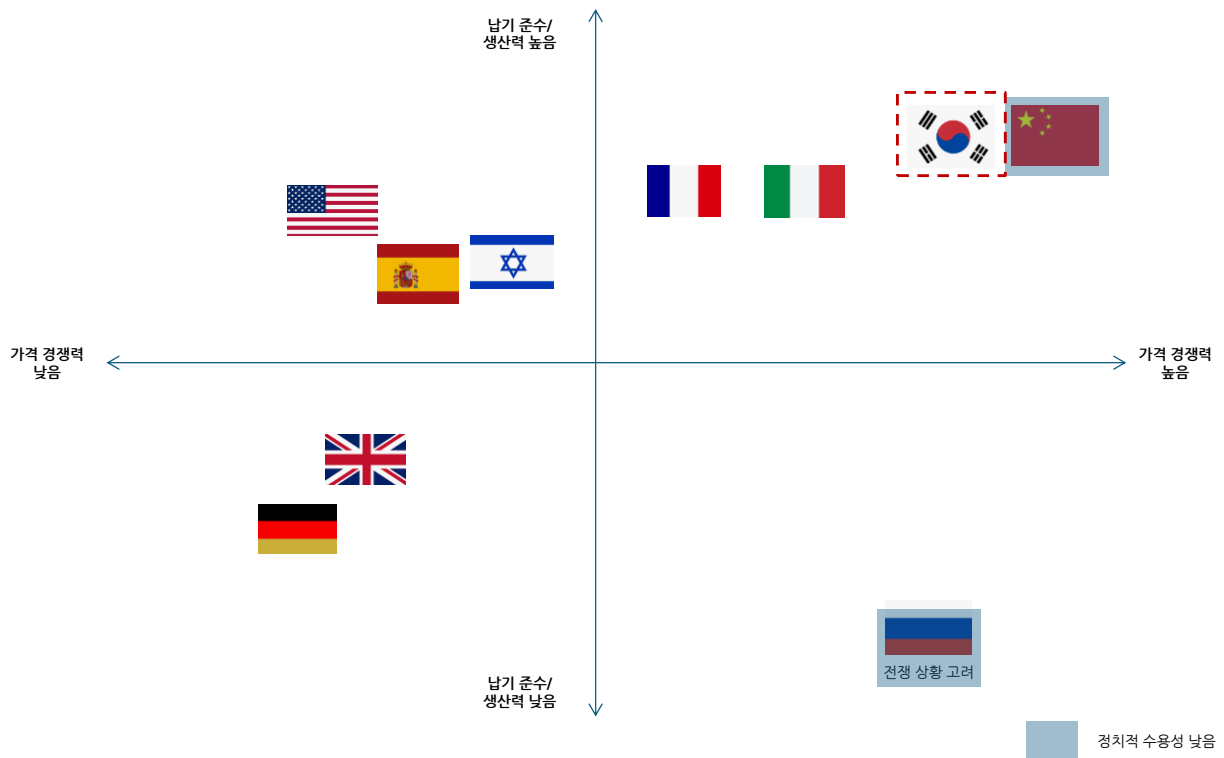 납기 준수/
생산력 높음
가격 경쟁력
낮음
가격 경쟁력
높음
납기 준수/
생산력 낮음
전쟁 상황 고려
정치적 수용성 낮음